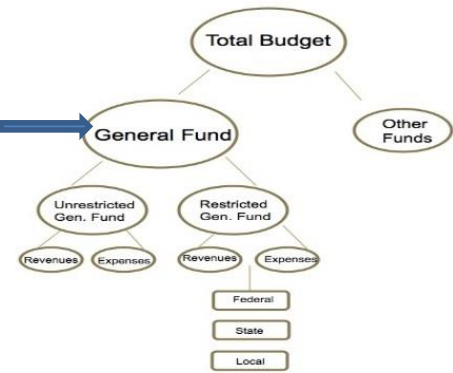 Total Budget
General Fund
Other
Funds
Unrestricted
Gen. Fund
Restricted
Gen. Fund
Revenues
Expenses
Revenues
Expenses
Federal
State
Local